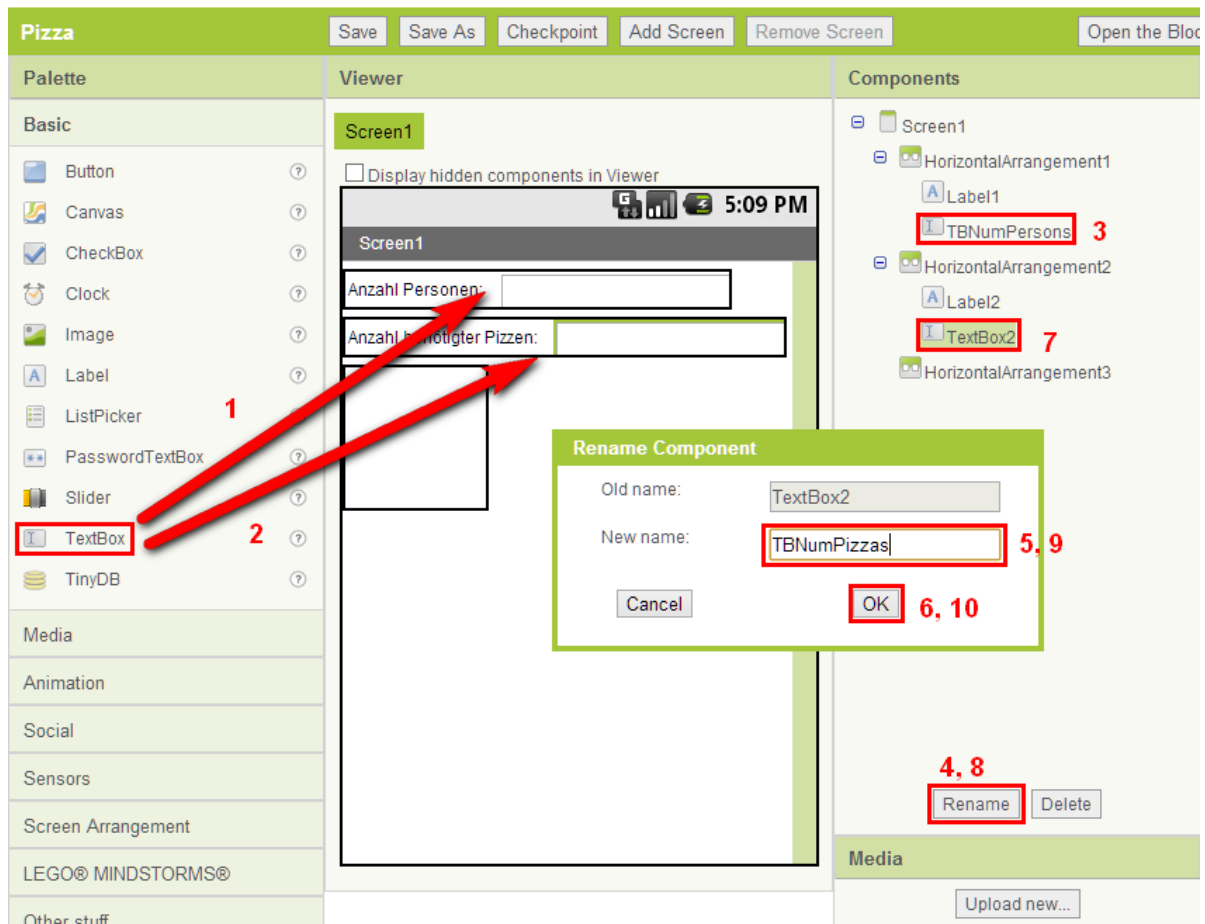 Pizza
Save
Save As
Checkpoint
Add Screen
Remove Screen
Open the Bloc
Palette
Viewer
Components
Basic
Button
Canvas
CheckBox
Clock
Image
Label
ListPicker
PasswordTextBox
Slider
TextBox
TinyDB
Media
Animation
Social
Sensors
Screen Arrangement
LEGO® MINDSTORMS®
Other stuff
1
2
Screen1
Display hidden components in Viewer
5:09 PM
Screen1
Anzahl Personen:
Anzahl benötigter Pizzen:
Rename Component
Old name:
TextBox2
New name:
TBNumPizzas
5, 9
Cancel
OK
6, 10
Screen1
HorizontalArrangement1
Label1
TBNumPersons
3
HorizontalArrangement2
Label2
TextBox2
7
HorizontalArrangement3
4, 8
Rename
Delete
Media
Upload new...